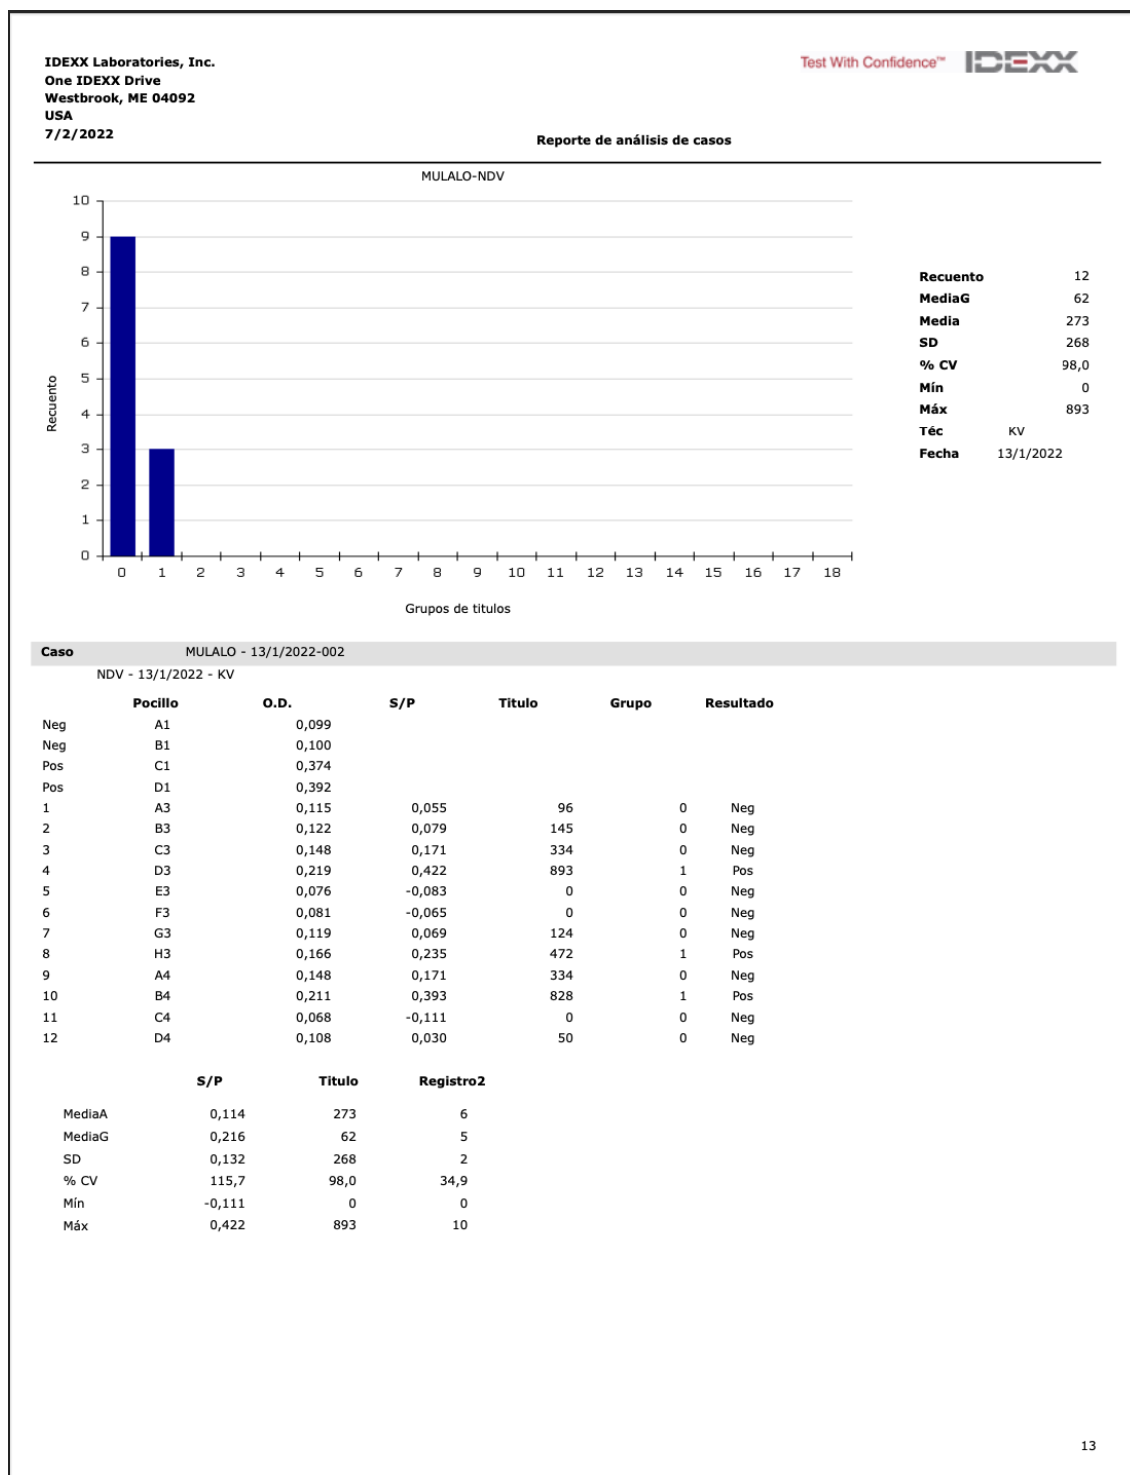 IDEXX Laboratories, Inc.
One IDEXX Drive
Westbrook, ME 04092
USA
7/2/2022
Test With Confidence™ IDEXX
Reporte de análisis de casos
MULALO-NDV
10
9
8
7
6
5
4
3
2
1
0
Recuento
0 1 2 3 4 5 6 7 8 9 10 11 12 13 14 15 16 17 18
Grupos de titulos
Recuento 12
MediaG 62
Media 273
SD 268
% CV 98,0
Mín 0
Máx 893
Téc KV
Fecha 13/1/2022
Caso MULALO - 13/1/2022-002
NDV - 13/1/2022 - KV
Pocillo O.D. S/P Titulo Grupo Resultado
Neg A1 0,099
Neg B1 0,100
Pos C1 0,374
Pos D1 0,392
1 A3 0,115 0,055 96 0 Neg
2 B3 0,122 0,079 145 0 Neg
3 C3 0,148 0,171 334 0 Neg
4 D3 0,219 0,422 893 1 Pos
5 E3 0,076 -0,083 0 0 Neg
6 F3 0,081 -0,065 0 0 Neg
7 G3 0,119 0,069 124 0 Neg
8 H3 0,166 0,235 472 1 Pos
9 A4 0,148 0,171 334 0 Neg
10 B4 0,211 0,393 828 1 Pos
11 C4 0,068 -0,111 0 0 Neg
12 D4 0,108 0,030 50 0 Neg
S/P Titulo Registro2
MediaA 0,114 273 6
MediaG 0,216 62 5
SD 0,132 268 2
% CV 115,7 98,0 34,9
Mín -0,111 0 0
Máx 0,422 893 10
13